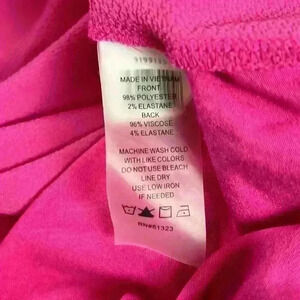 MADE IN VIETNAM
FRONT
98% POLYESTER
2% ELASTANE
BACK
96% VISCOSE
4% ELASTANE
MACHINE WASH COLD
WITH LIKE COLORS
DO NOT USE BLEACH
LINE DRY
USE LOW IRON
IF NEEDED
RN#61323